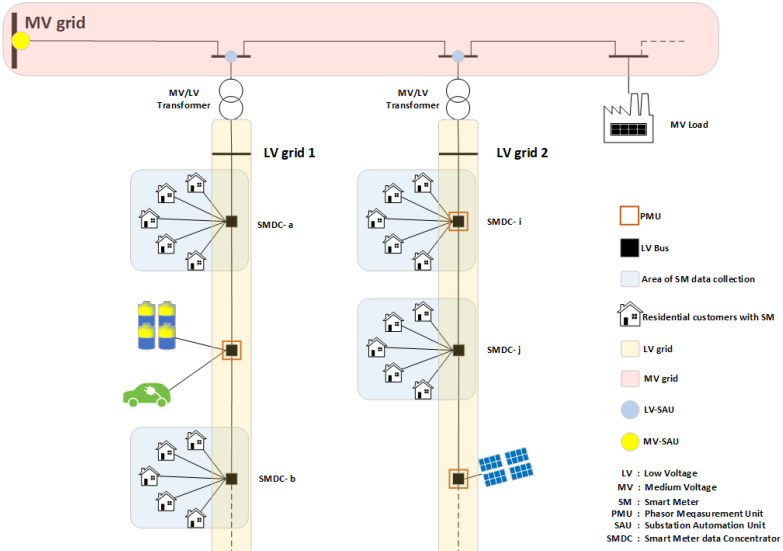 MV grid
MV/LV
Transformer
MV/LV
Transformer
MV Load
LV grid 1
LV grid 2
SMDC- a
SMDC- i
PMU
LV Bus
Area of SM data collection
Residential customers with SM
SMDC- j
LV grid
MV grid
LV-SAU
MV-SAU
SMDC- b
LV : Low Voltage
MV : Medium Voltage
SM : Smart Meter
PMU : Phasor Meqasurement Unit
SAU : Substation Automation Unit
SMDC : Smart Meter data Concentrator